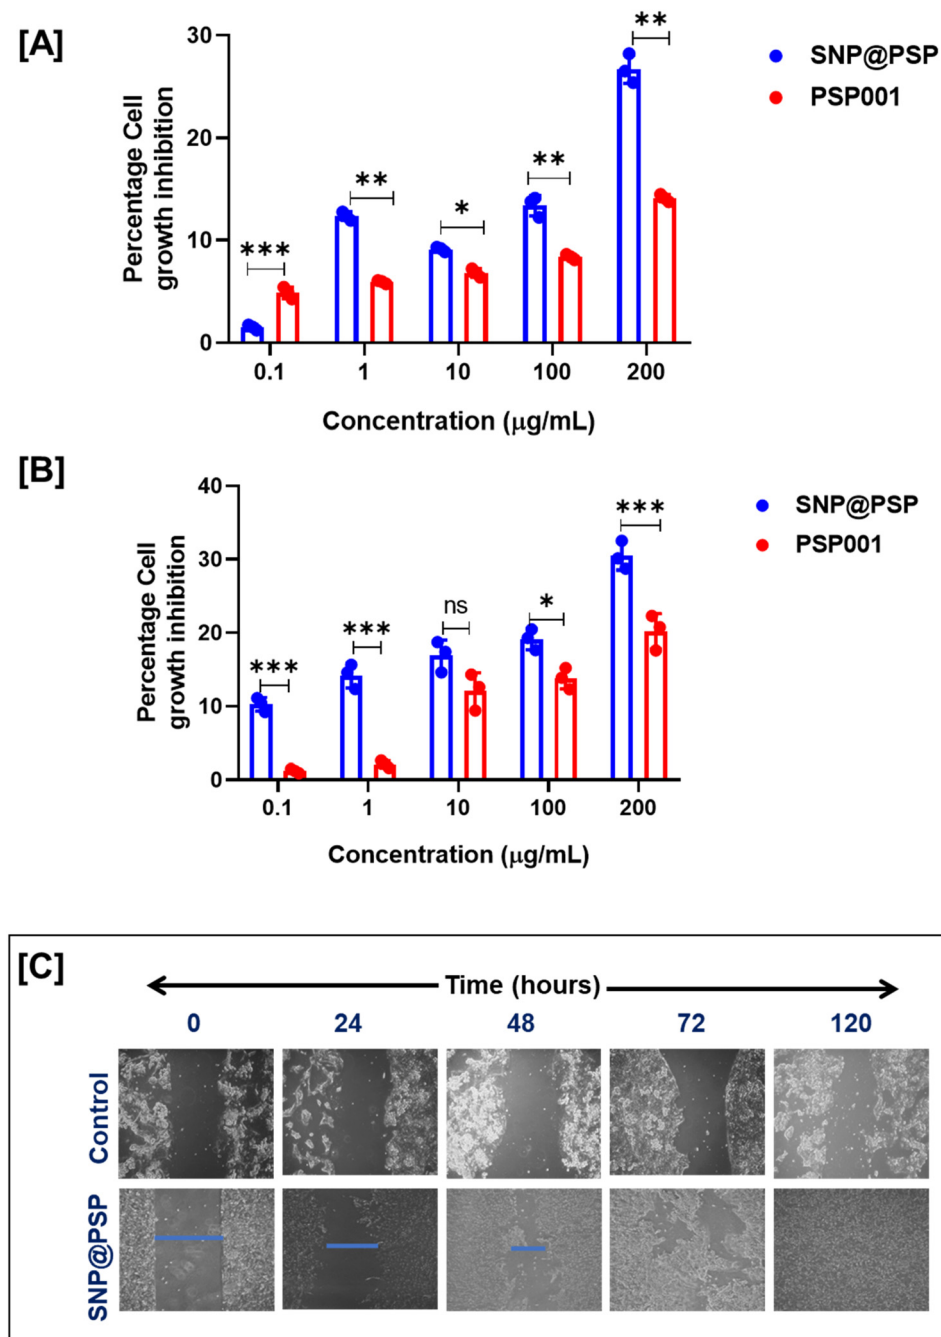 [A]
30
20
10
0
Percentage Cell
growth inhibition
***
**
*
**
**
SNP@PSP
PSP001
0.1 1 10 100 200
Concentration (μg/mL)
[B]
40
30
20
10
0
Percentage Cell
growth inhibition
***
***
ns
*
***
SNP@PSP
PSP001
0.1 1 10 100 200
Concentration (μg/mL)
[C]
Time (hours)
0 24 48 72 120
Control
SNP@PSP